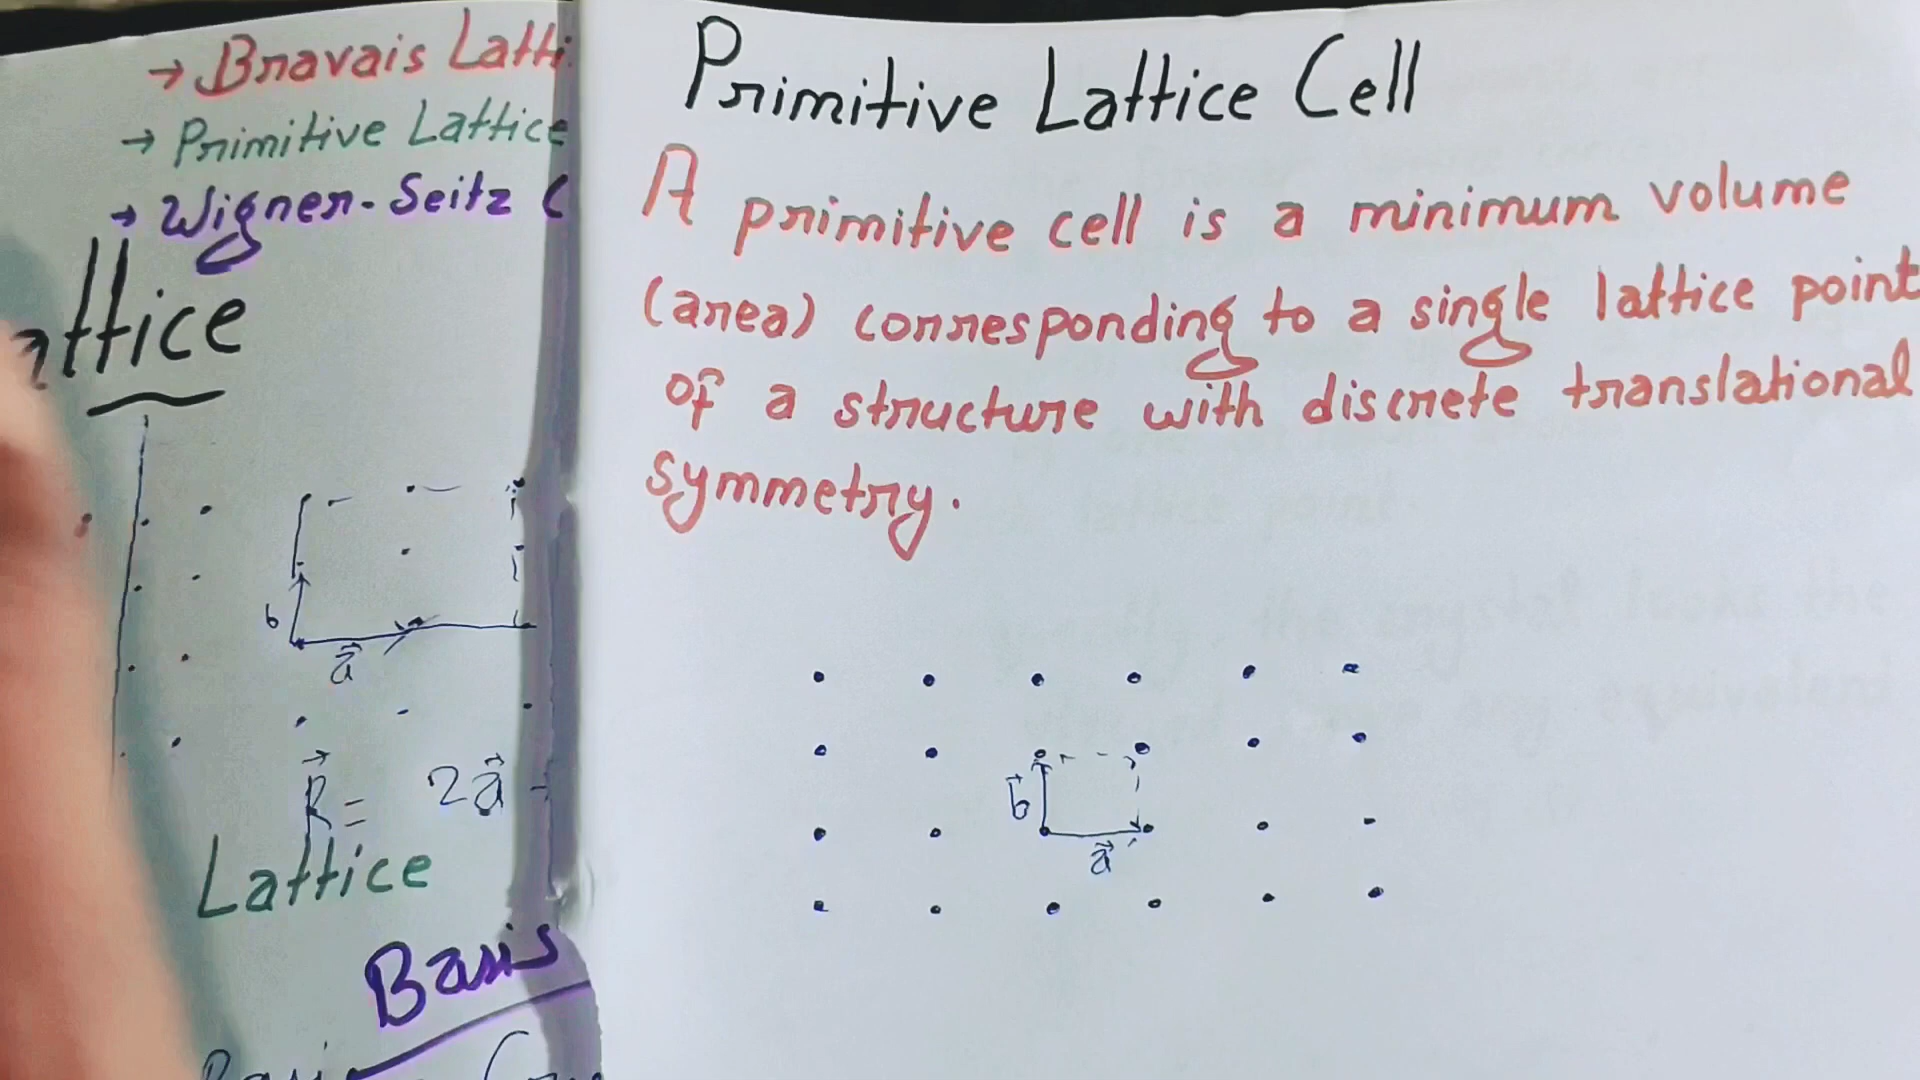 → Bravais Latti
→ Primitive Lattice
→ Wigner-Seitz C
attice
b
a⃗
R⃗ = 2a⃗
Lattice
Basis
Primitive Lattice Cell
A primitive cell is a minimum volume
(area) corresponding to a single lattice point
of a structure with discrete translational
symmetry.
b⃗
a⃗